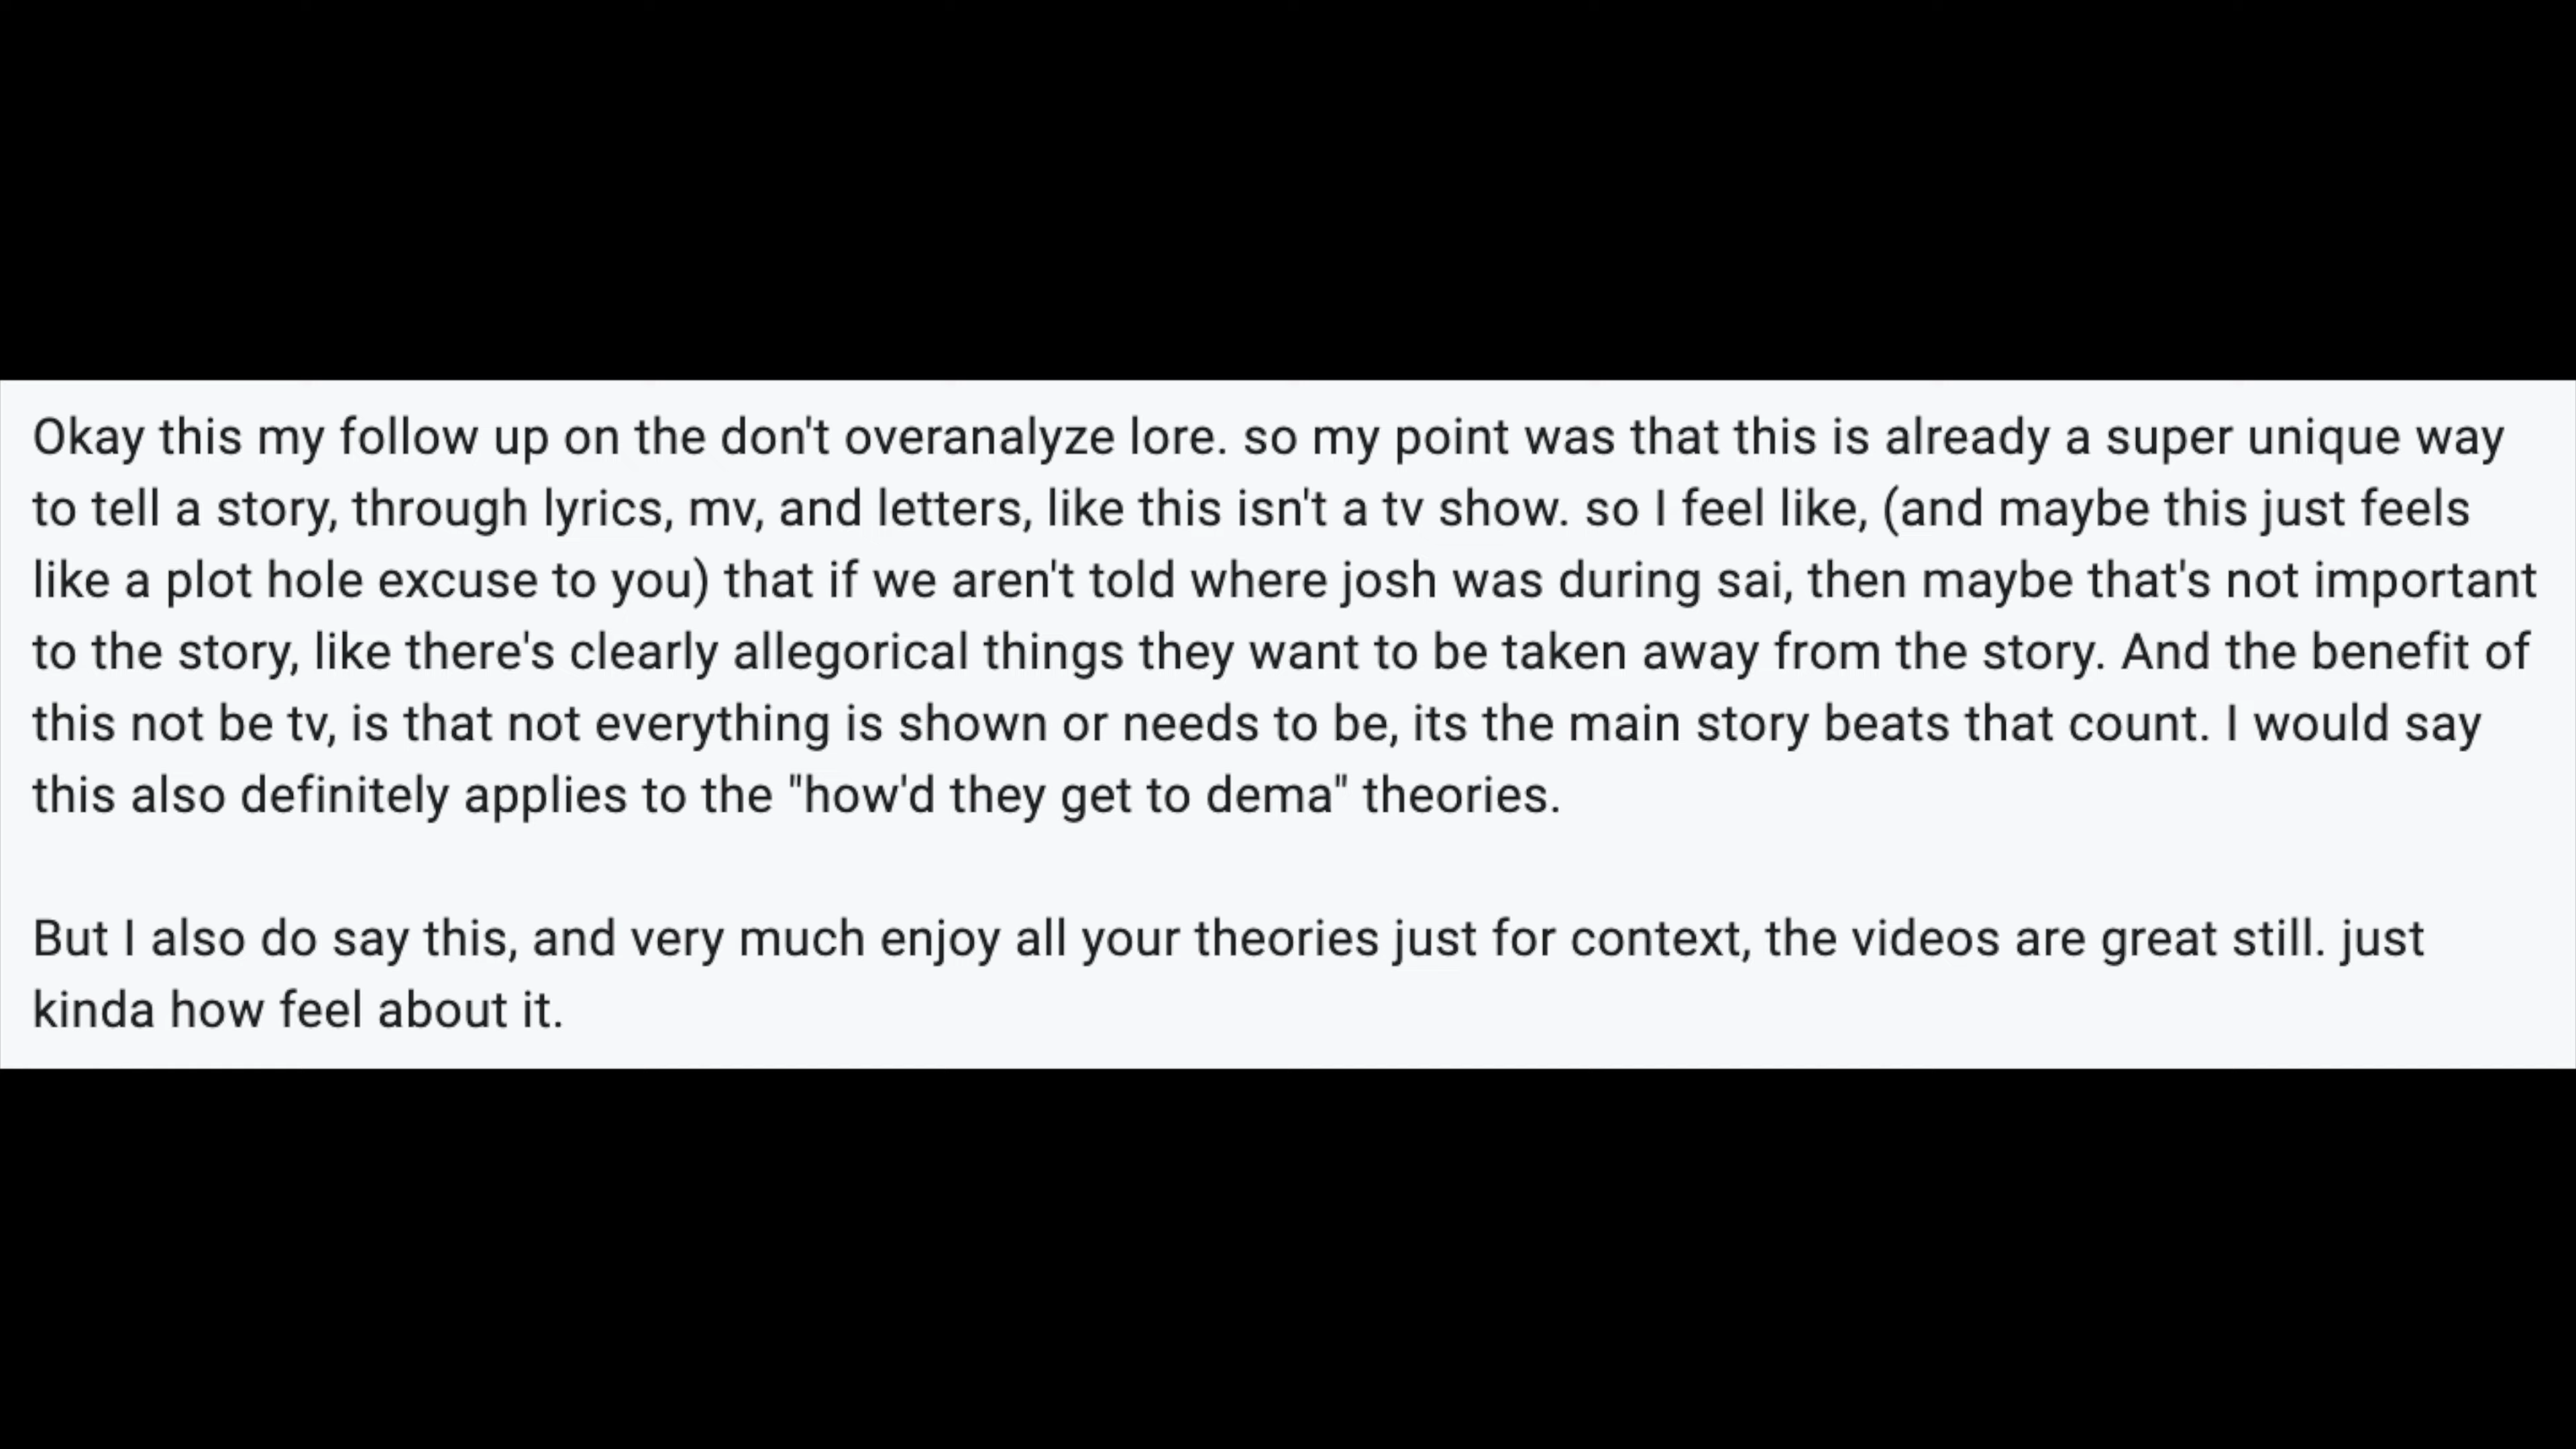 Okay this my follow up on the don't overanalyze lore. so my point was that this is already a super unique way
to tell a story, through lyrics, mv, and letters, like this isn't a tv show. so I feel like, (and maybe this just feels
like a plot hole excuse to you) that if we aren't told where josh was during sai, then maybe that's not important
to the story, like there's clearly allegorical things they want to be taken away from the story. And the benefit of
this not be tv, is that not everything is shown or needs to be, its the main story beats that count. I would say
this also definitely applies to the "how'd they get to dema" theories.
But I also do say this, and very much enjoy all your theories just for context, the videos are great still. just
kinda how feel about it.